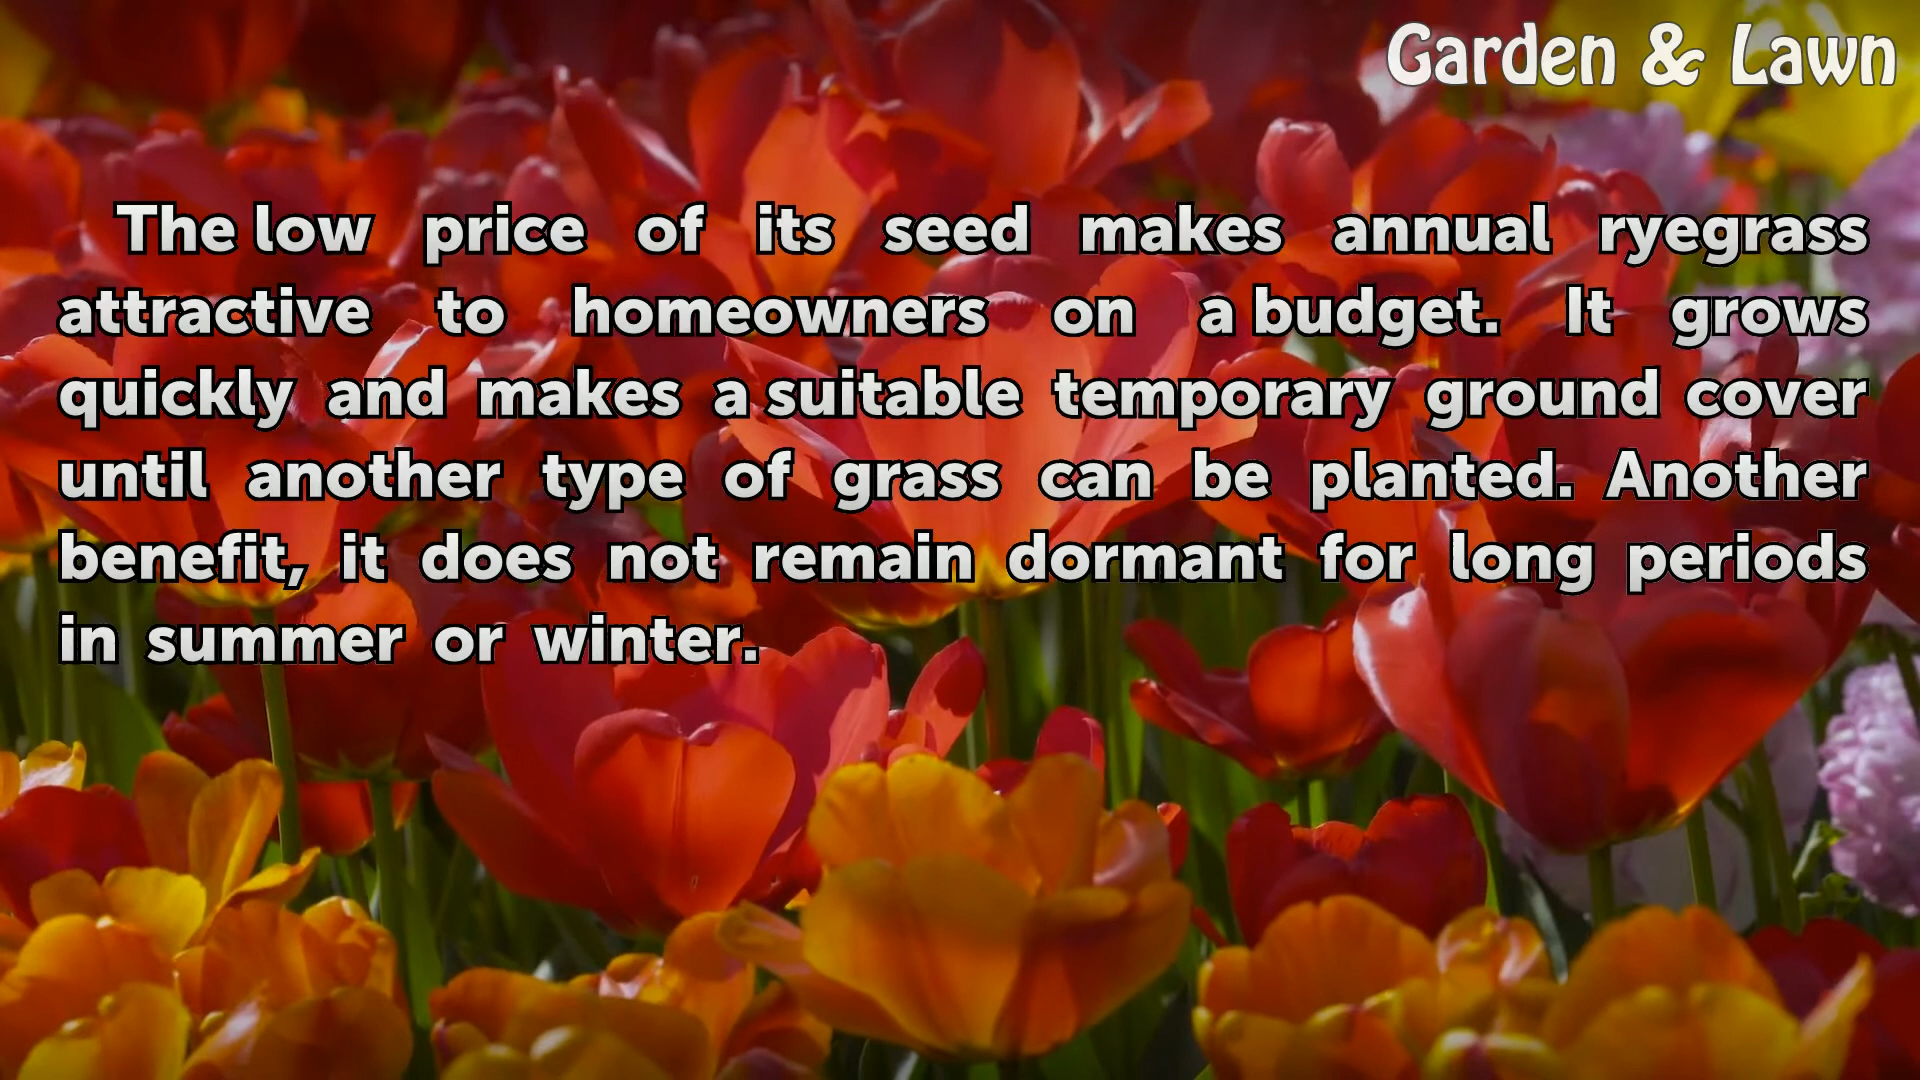 Garden & Lawn
The low price of its seed makes annual ryegrass
attractive to homeowners on a budget. It grows
quickly and makes a suitable temporary ground cover
until another type of grass can be planted. Another
benefit, it does not remain dormant for long periods
in summer or winter.